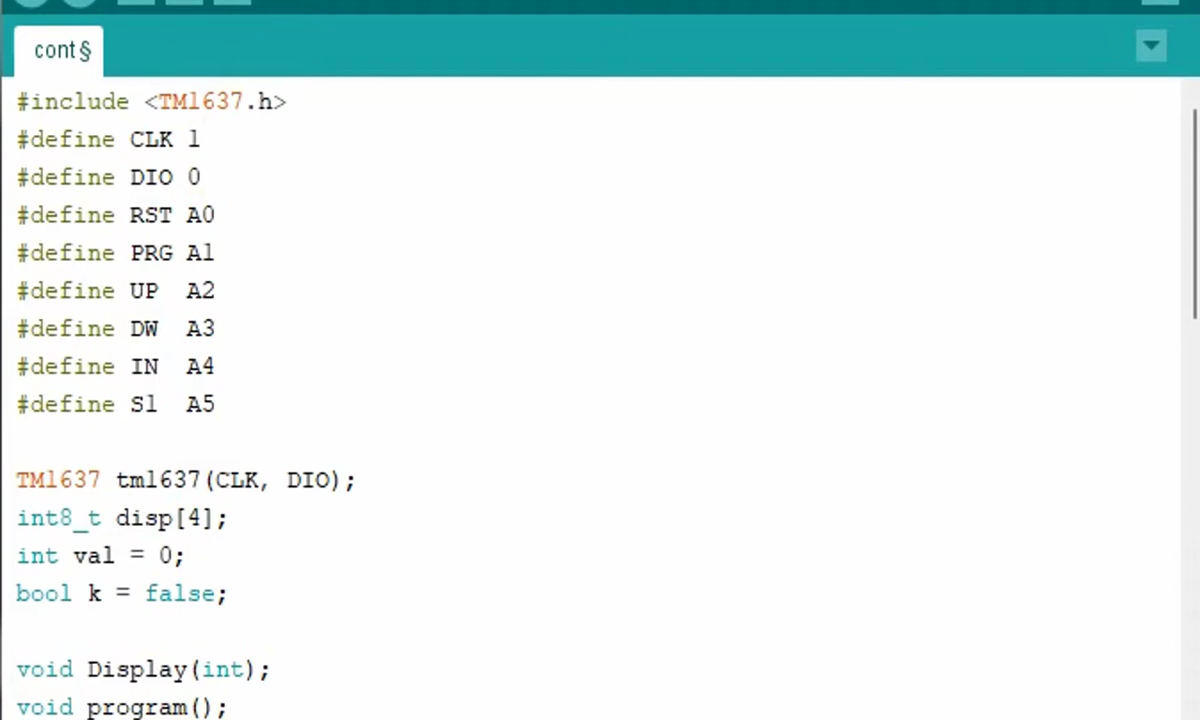 cont§
#include <TM1637.h>
#define CLK 1
#define DIO 0
#define RST A0
#define PRG A1
#define UP  A2
#define DW  A3
#define IN  A4
#define S1  A5
TM1637 tm1637(CLK, DIO);
int8_t disp[4];
int val = 0;
bool k = false;
void Display(int);
void program();